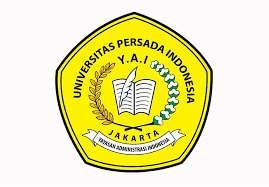 UNIVERSITAS PERSADA INDONESIA
Y.A.I
JAKARTA
YAYASAN ADMINISTRASI INDONESIA